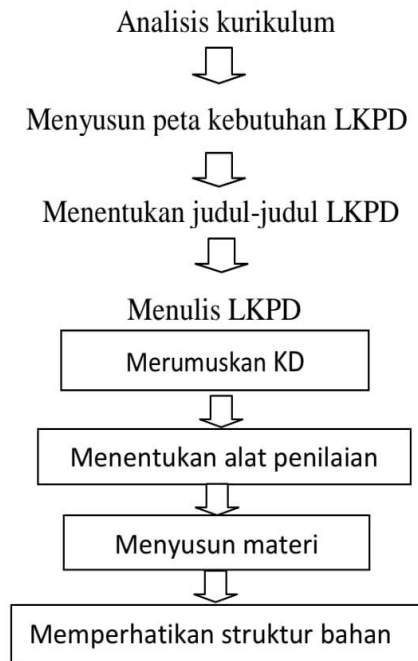 Analisis kurikulum
Menyusun peta kebutuhan LKPD
Menentukan judul-judul LKPD
Menulis LKPD
Merumuskan KD
Menentukan alat penilaian
Menyusun materi
Memperhatikan struktur bahan